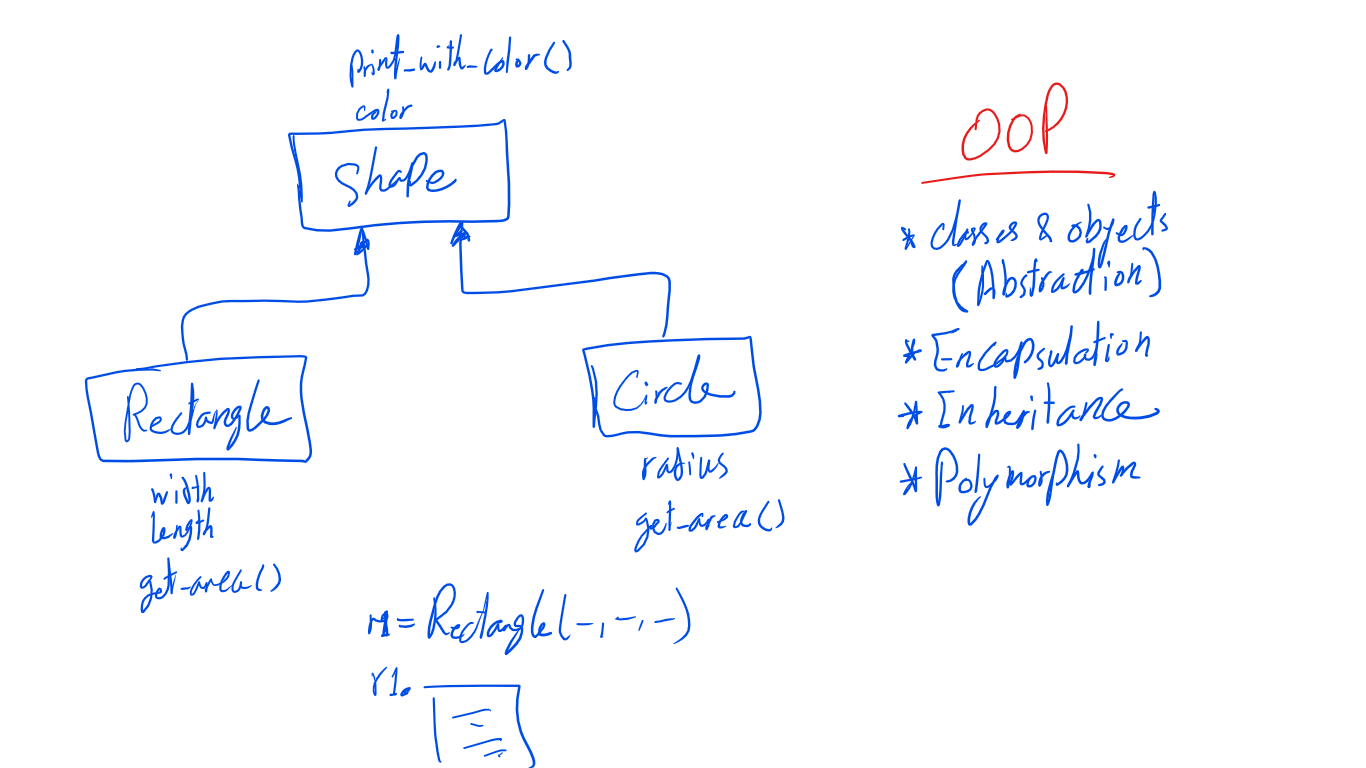 print_with_color()
color
Shape
Rectangle
width
length
get_area()
Circle
radius
get_area()
r1 = Rectangle(-, -, -)
r1.
OOP
* classes & objects
(Abstraction)
* Encapsulation
* Inheritance
* Polymorphism